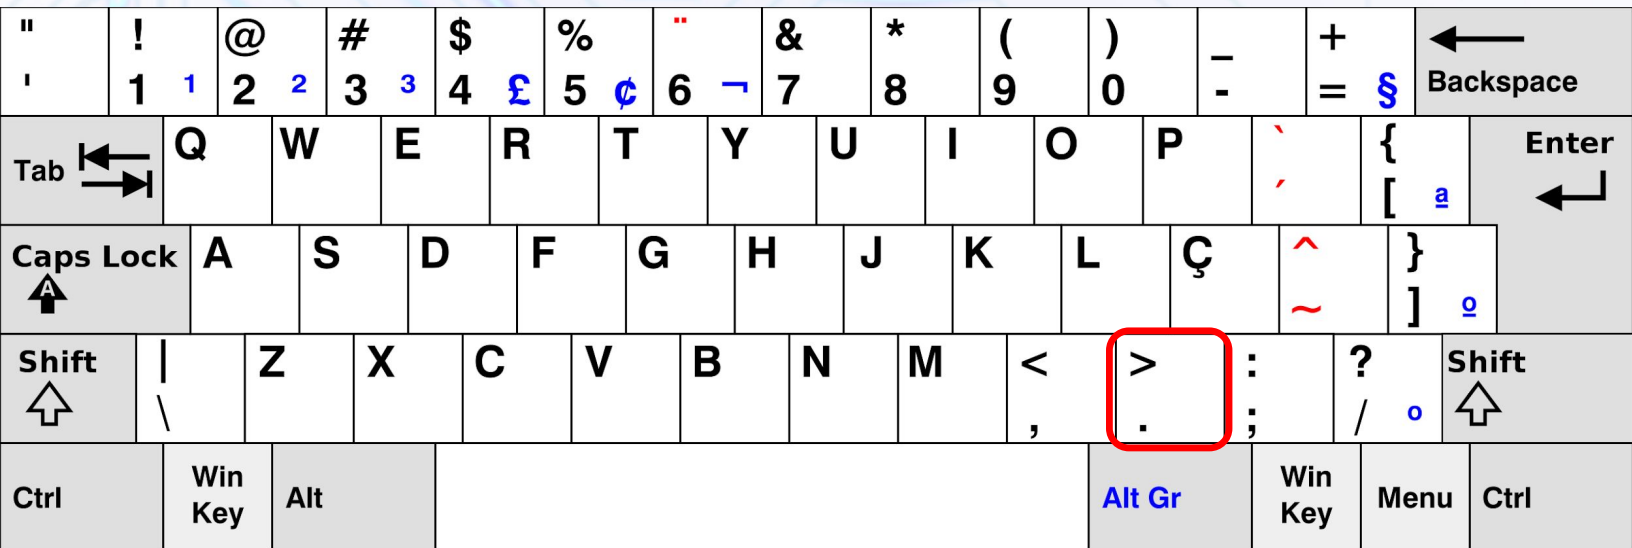 " ! @ # $ % ¨ & * ( ) _ +
' 1 ¹ 2 ² 3 ³ 4 £ 5 ¢ 6 ¬ 7 8 9 0 - = § Backspace
Q W E R T Y U I O P ` { Enter
Tab ´ [ ª
Caps Lock A S D F G H J K L Ç ^ }
A ~ ] º
Shift | Z X C V B N M < > : ? Shift
\ , . ; / °
Ctrl Win Key Alt Alt Gr Win Key Menu Ctrl